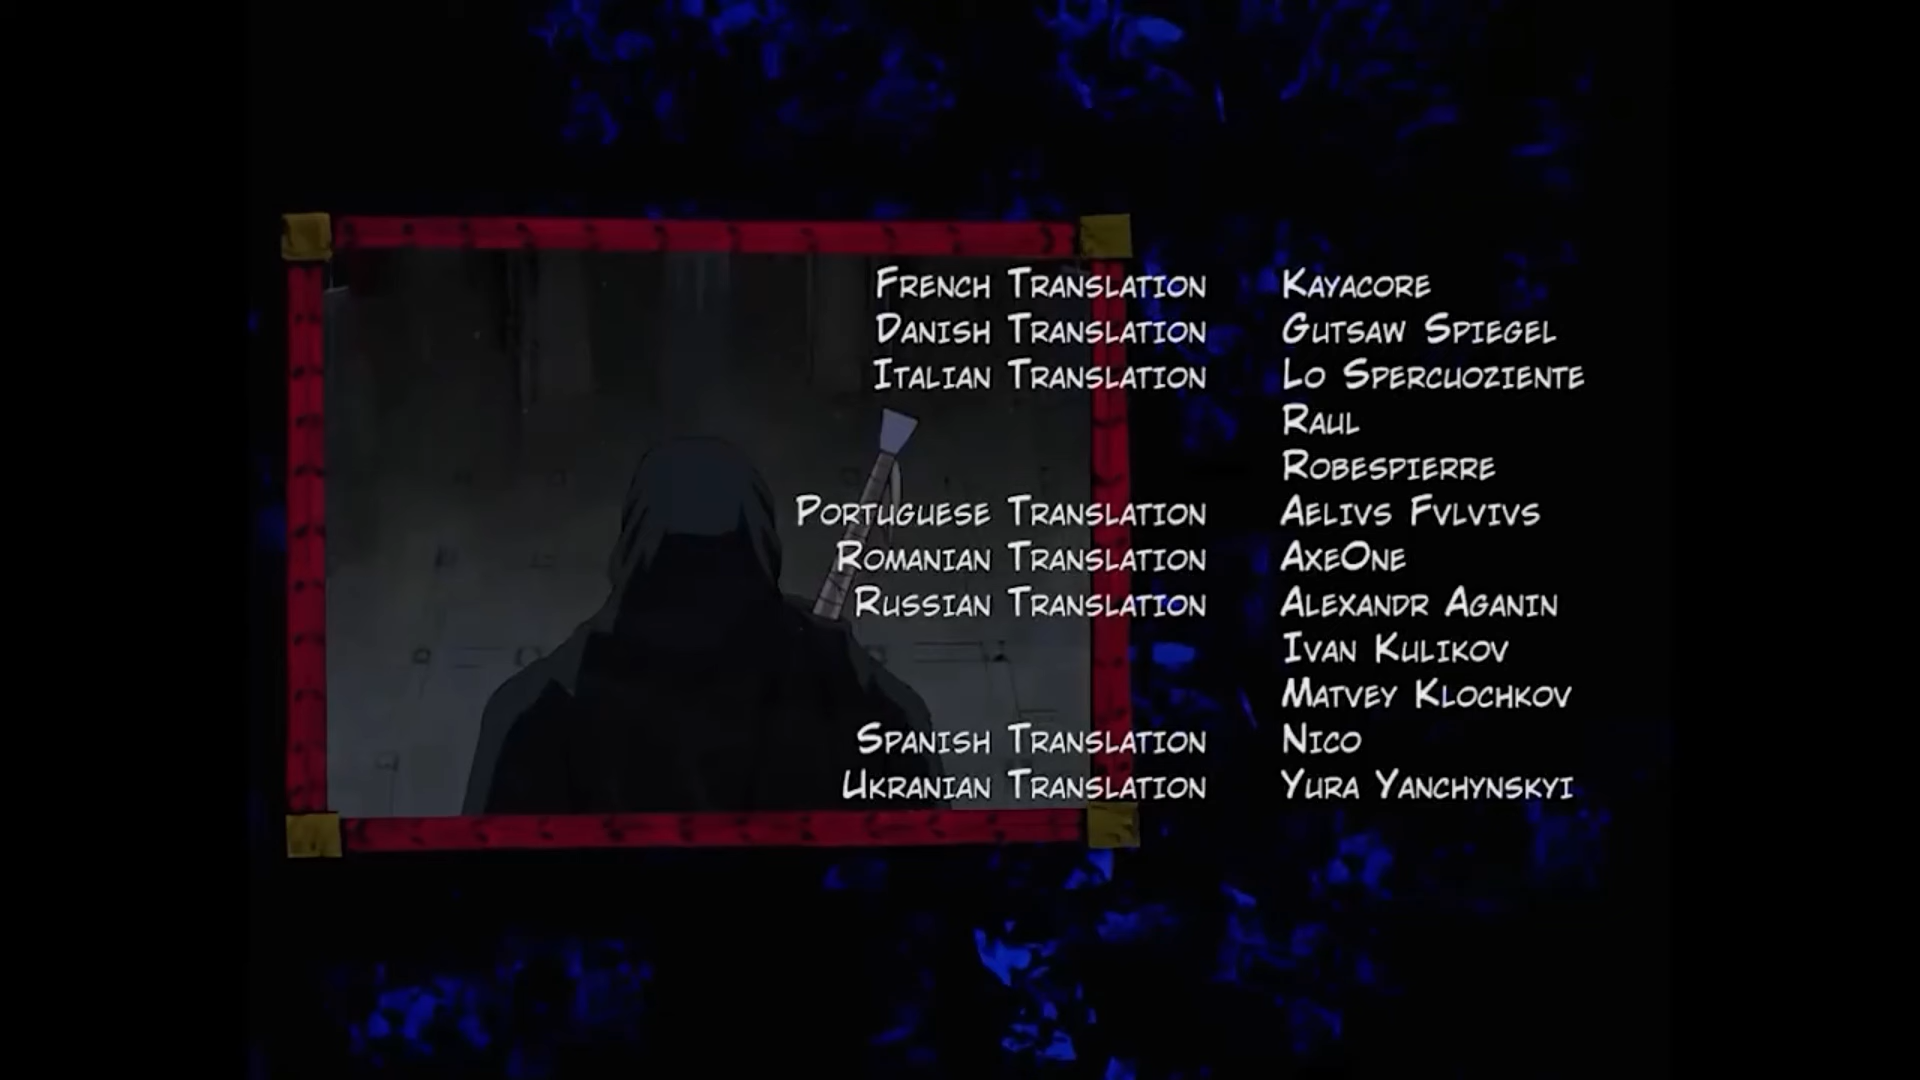 French Translation Kayacore
Danish Translation Gutsaw Spiegel
Italian Translation Lo Spercuoziente
Raul
Robespierre
Portuguese Translation Aelivs Fvlvivs
Romanian Translation AxeOne
Russian Translation Alexandr Aganin
Ivan Kulikov
Matvey Klochkov
Spanish Translation Nico
Ukranian Translation Yura Yanchynskyi